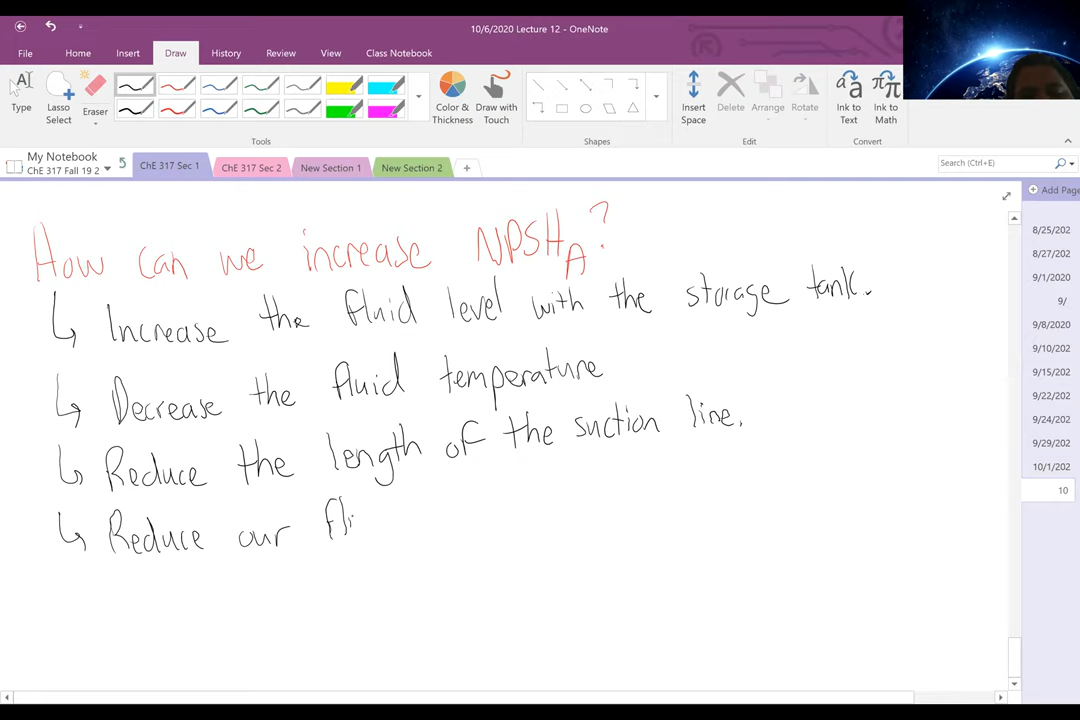 10/6/2020 Lecture 12 - OneNote
File Home Insert Draw History Review View Class Notebook
Type
Lasso Select
Eraser
Color & Thickness
Draw with Touch
Insert Space
Delete
Arrange
Rotate
Ink to Text
Ink to Math
Tools Shapes Edit Convert
My Notebook
ChE 317 Fall 19 2
ChE 317 Sec 1 ChE 317 Sec 2 New Section 1 New Section 2 +
Search (Ctrl+E)
Add Page
How can we increase NPSHA?
↳ Increase the fluid level with the storage tank.
↳ Decrease the fluid temperature
↳ Reduce the length of the suction line.
↳ Reduce our
8/25/202
8/27/202
9/1/2020
9/
9/8/2020
9/10/202
9/15/202
9/22/202
9/24/202
9/29/202
10/1/202
10